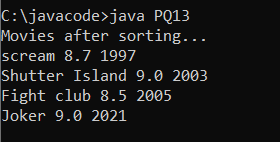 C:\javacode>java PQ13
Movies after sorting...
scream 8.7 1997
Shutter Island 9.0 2003
Fight club 8.5 2005
Joker 9.0 2021